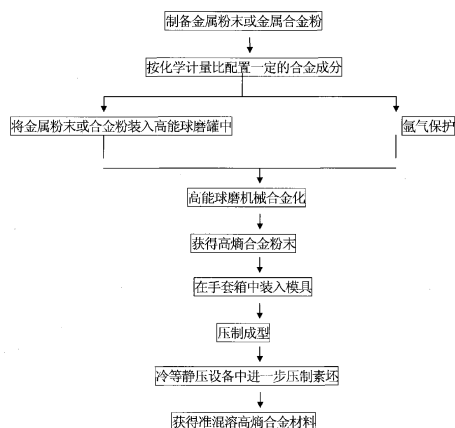 制备金属粉末或金属合金粉
按化学计量比配置一定的合金成分
将金属粉末或合金粉装入高能球磨罐中
氩气保护
高能球磨机械合金化
获得高熵合金粉末
在手套箱中装入模具
压制成型
冷等静压设备中进一步压制素坯
获得准混溶高熵合金材料